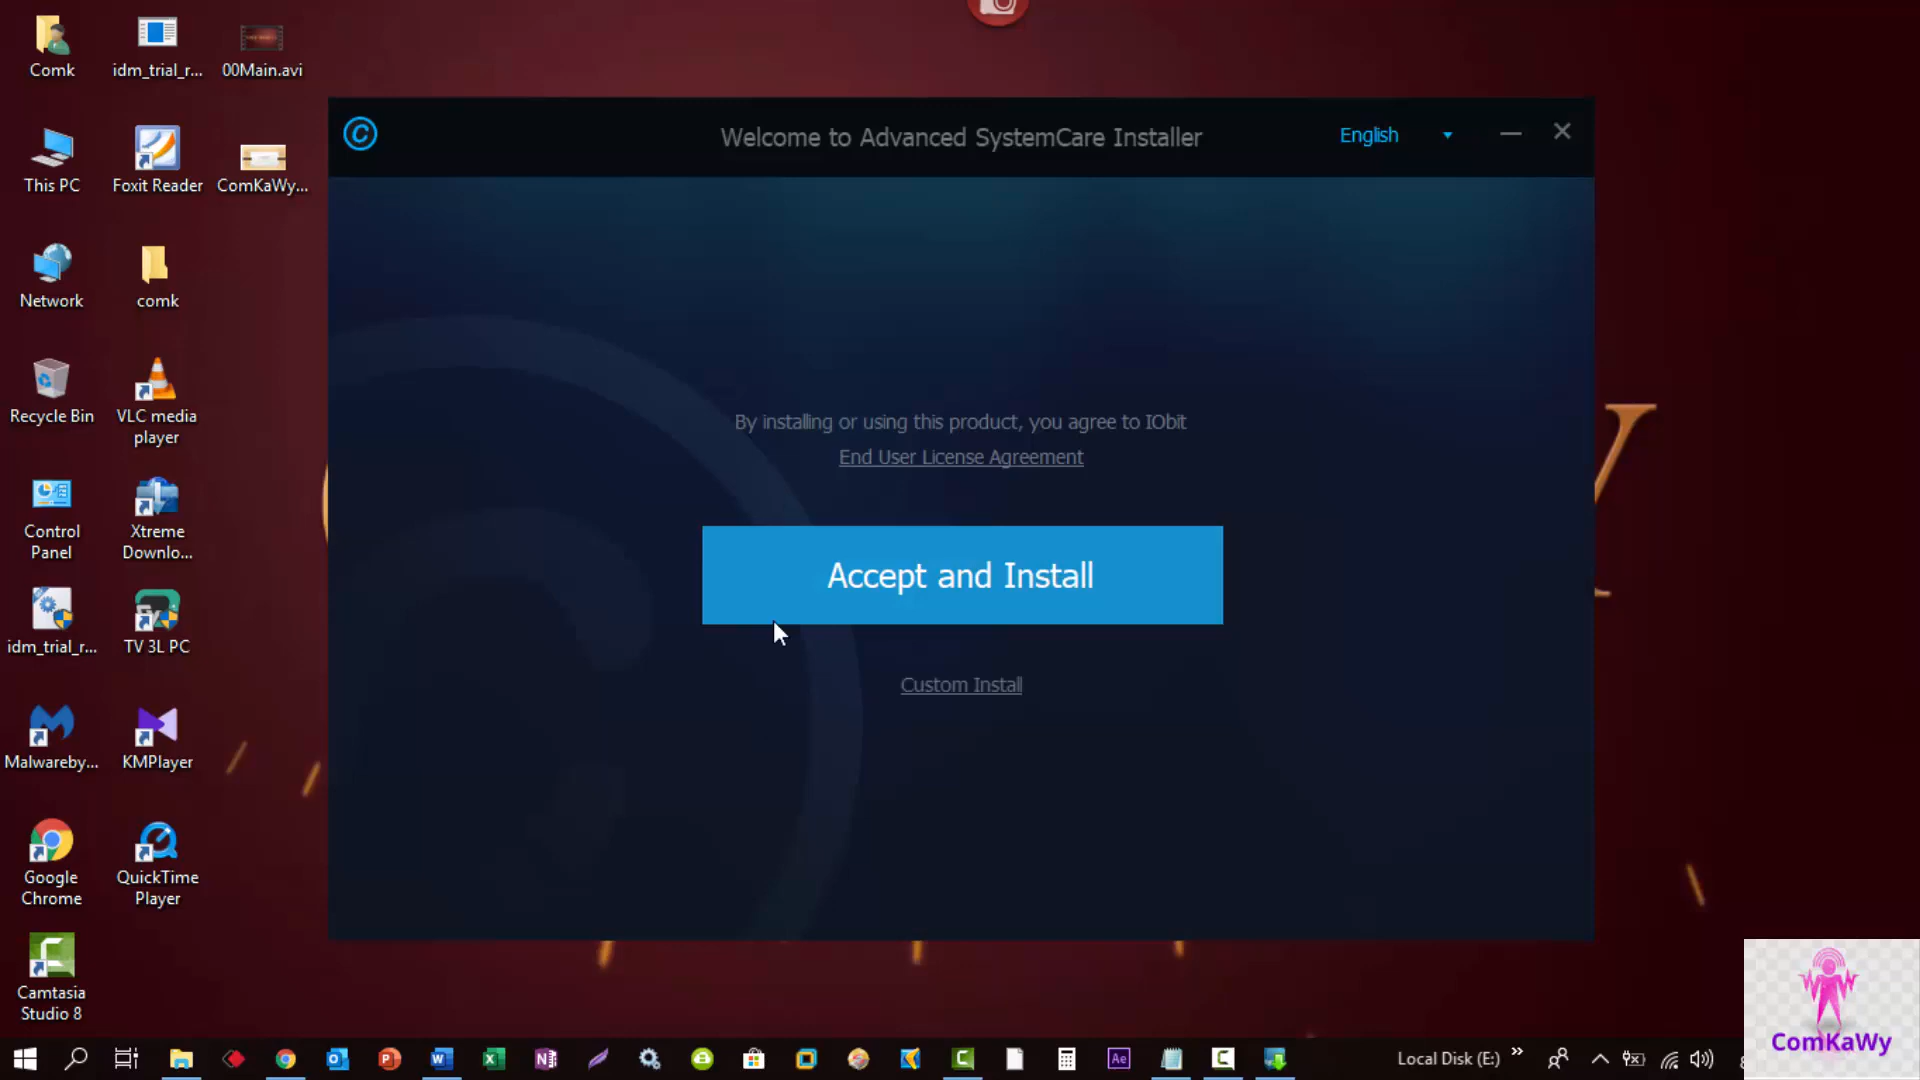 Comk
idm_trial_r...
00Main.avi
This PC
Foxit Reader
ComKaWy...
Network
comk
Recycle Bin
VLC media
player
Control
Panel
Xtreme
Downlo...
idm_trial_r...
TV 3L PC
Malwareby...
KMPlayer
Google
Chrome
QuickTime
Player
Camtasia
Studio 8
Welcome to Advanced SystemCare Installer
English
By installing or using this product, you agree to IObit
End User License Agreement
Accept and Install
Custom Install
Y
Local Disk (E:)
Ae
ComKaWy